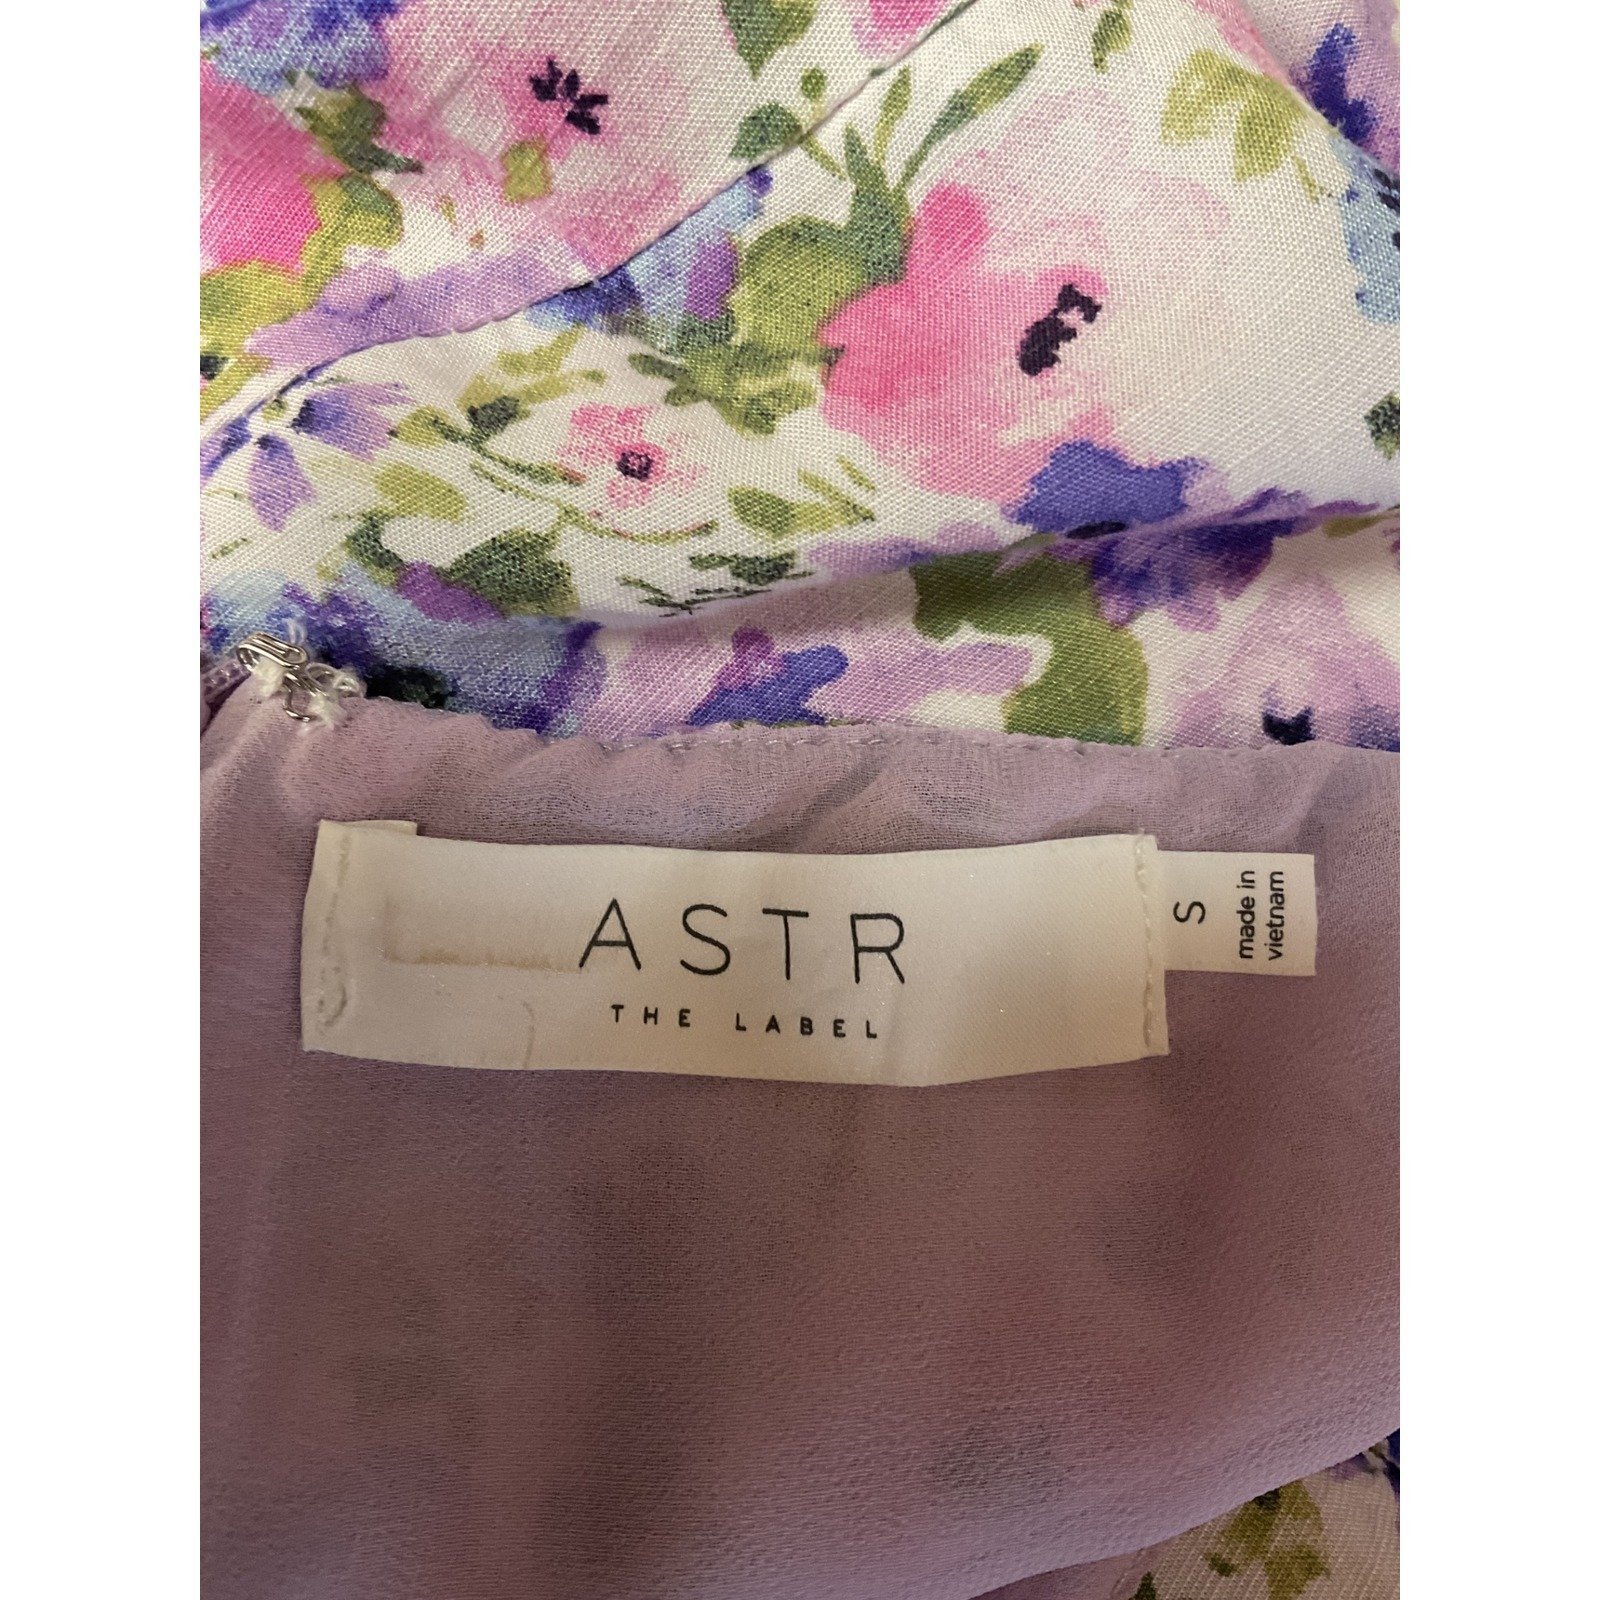 ASTR
THE LABEL
S
made in
vietnam